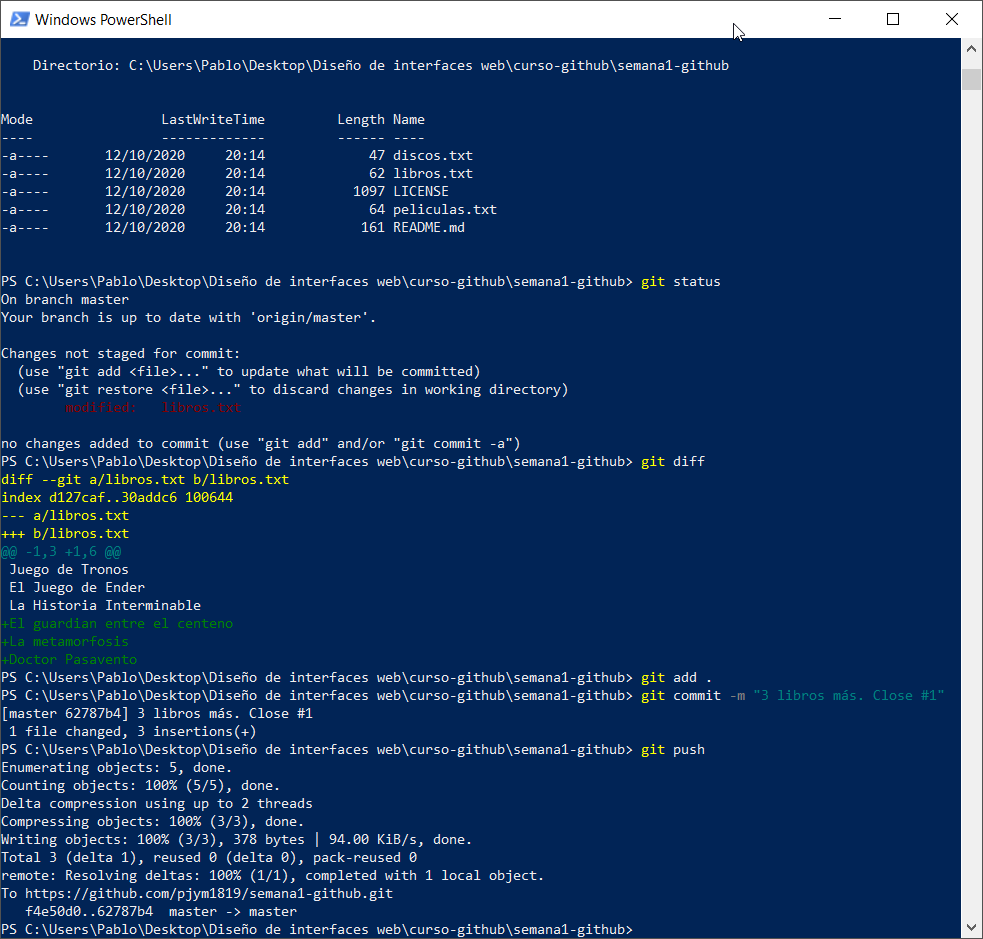 Windows PowerShell
    Directorio: C:\Users\Pablo\Desktop\Diseño de interfaces web\curso-github\semana1-github
Mode                LastWriteTime         Length Name
----                -------------         ------ ----
-a----       12/10/2020     20:14             47 discos.txt
-a----       12/10/2020     20:14             62 libros.txt
-a----       12/10/2020     20:14           1097 LICENSE
-a----       12/10/2020     20:14             64 peliculas.txt
-a----       12/10/2020     20:14            161 README.md
PS C:\Users\Pablo\Desktop\Diseño de interfaces web\curso-github\semana1-github> git status
On branch master
Your branch is up to date with 'origin/master'.
Changes not staged for commit:
  (use "git add <file>..." to update what will be committed)
  (use "git restore <file>..." to discard changes in working directory)
        modified:   libros.txt
no changes added to commit (use "git add" and/or "git commit -a")
PS C:\Users\Pablo\Desktop\Diseño de interfaces web\curso-github\semana1-github> git diff
diff --git a/libros.txt b/libros.txt
index d127caf..30addc6 100644
--- a/libros.txt
+++ b/libros.txt
@@ -1,3 +1,6 @@
 Juego de Tronos
 El Juego de Ender
 La Historia Interminable
+El guardian entre el centeno
+La metamorfosis
+Doctor Pasavento
PS C:\Users\Pablo\Desktop\Diseño de interfaces web\curso-github\semana1-github> git add .
PS C:\Users\Pablo\Desktop\Diseño de interfaces web\curso-github\semana1-github> git commit -m "3 libros más. Close #1"
[master 62787b4] 3 libros más. Close #1
 1 file changed, 3 insertions(+)
PS C:\Users\Pablo\Desktop\Diseño de interfaces web\curso-github\semana1-github> git push
Enumerating objects: 5, done.
Counting objects: 100% (5/5), done.
Delta compression using up to 2 threads
Compressing objects: 100% (3/3), done.
Writing objects: 100% (3/3), 378 bytes | 94.00 KiB/s, done.
Total 3 (delta 1), reused 0 (delta 0), pack-reused 0
remote: Resolving deltas: 100% (1/1), completed with 1 local object.
To https://github.com/pjym1819/semana1-github.git
   f4e50d0..62787b4  master -> master
PS C:\Users\Pablo\Desktop\Diseño de interfaces web\curso-github\semana1-github>